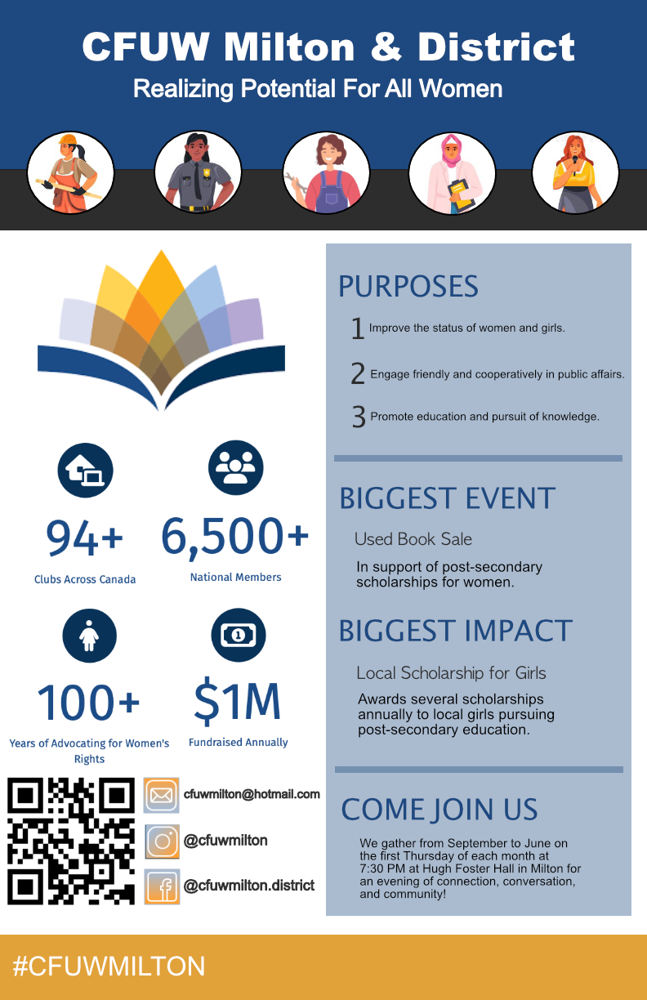 CFUW Milton & District
Realizing Potential For All Women
94+
Clubs Across Canada
6,500+
National Members
100+
Years of Advocating for Women's
Rights
1
$1M
Fundraised Annually
cfuwmilton@hotmail.com
@cfuwmilton
@cfuwmilton.district
PURPOSES
1 Improve the status of women and girls.
2 Engage friendly and cooperatively in public affairs.
3 Promote education and pursuit of knowledge.
BIGGEST EVENT
Used Book Sale
In support of post-secondary
scholarships for women.
BIGGEST IMPACT
Local Scholarship for Girls
Awards several scholarships
annually to local girls pursuing
post-secondary education.
COME JOIN US
We gather from September to June on
the first Thursday of each month at
7:30 PM at Hugh Foster Hall in Milton for
an evening of connection, conversation,
and community!
#CFUWMILTON